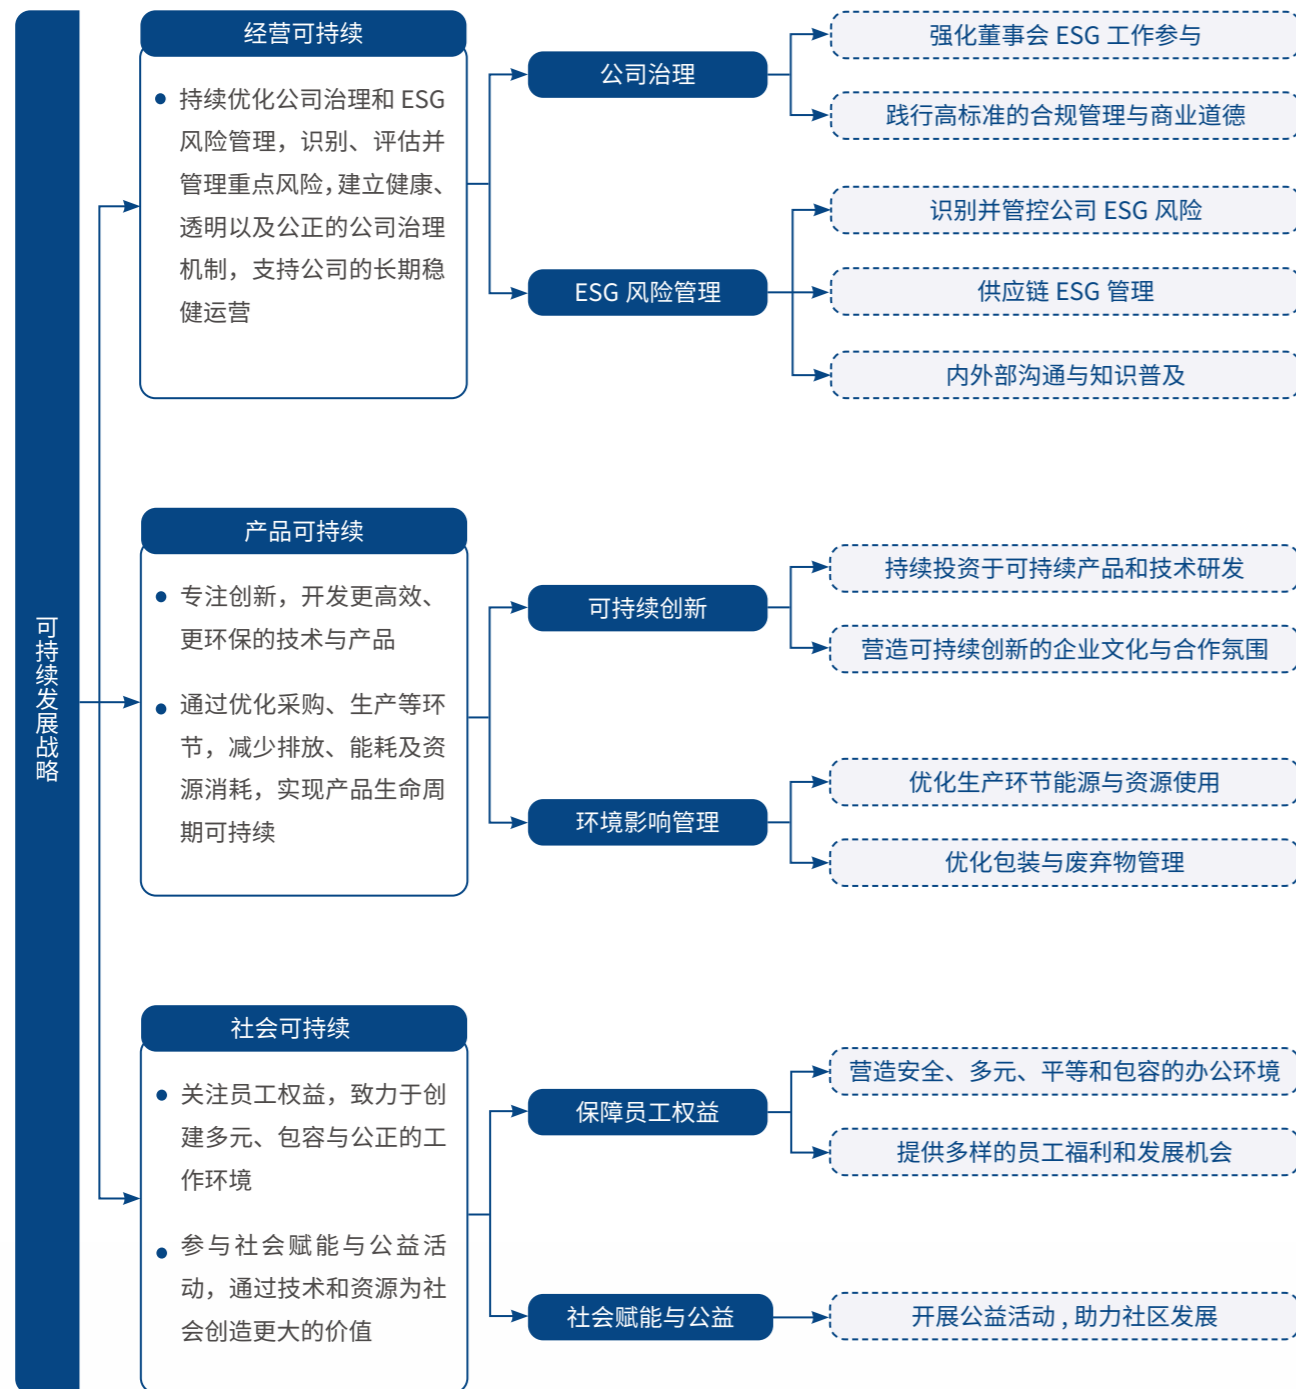 可持续发展战略
经营可持续
持续优化公司治理和 ESG
风险管理，识别、评估并
管理重点风险，建立健康、
透明以及公正的公司治理
机制，支持公司的长期稳
健运营
公司治理
强化董事会 ESG 工作参与
践行高标准的合规管理与商业道德
ESG 风险管理
识别并管控公司 ESG 风险
供应链 ESG 管理
内外部沟通与知识普及
产品可持续
专注创新，开发更高效、
更环保的技术与产品
通过优化采购、生产等环
节，减少排放、能耗及资
源消耗，实现产品生命周
期可持续
可持续创新
持续投资于可持续产品和技术研发
营造可持续创新的企业文化与合作氛围
环境影响管理
优化生产环节能源与资源使用
优化包装与废弃物管理
社会可持续
关注员工权益，致力于创
建多元、包容与公正的工
作环境
参与社会赋能与公益活
动，通过技术和资源为社
会创造更大的价值
保障员工权益
营造安全、多元、平等和包容的办公环境
提供多样的员工福利和发展机会
社会赋能与公益
开展公益活动 , 助力社区发展